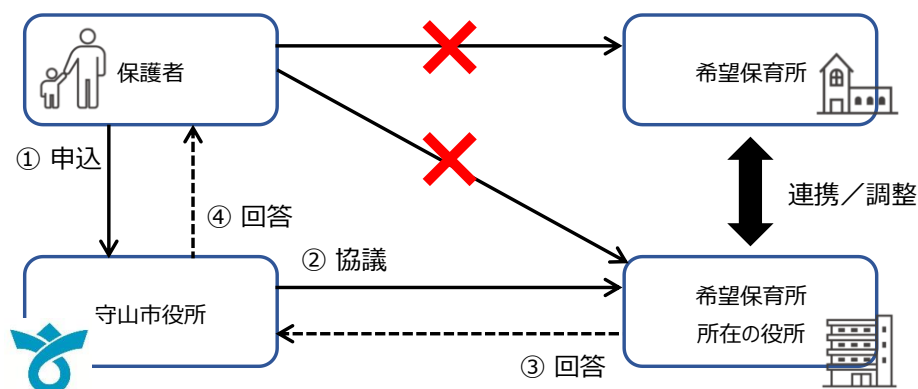 保護者
希望保育所
① 申込
④ 回答
連携／調整
② 協議
守山市役所
希望保育所
所在の役所
③ 回答